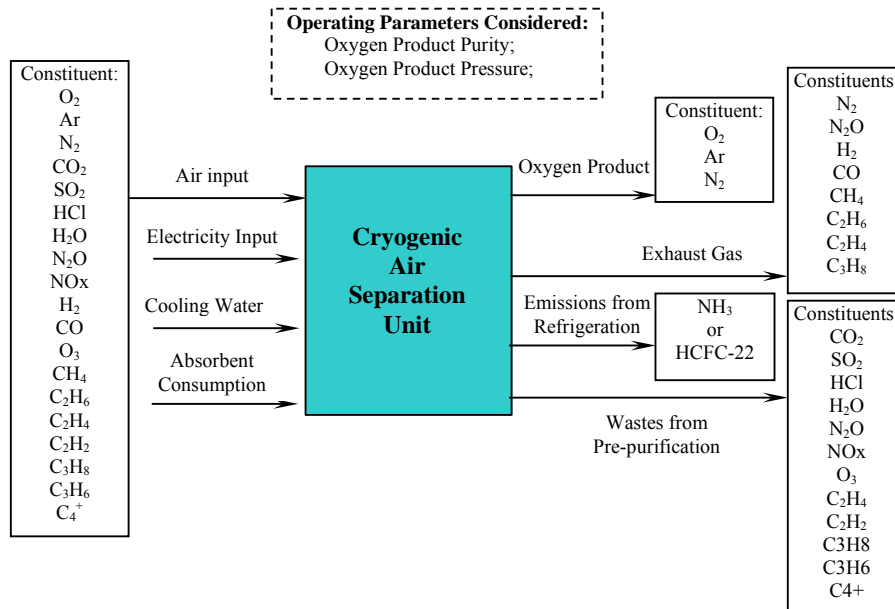 Operating Parameters Considered:
Oxygen Product Purity;
Oxygen Product Pressure;
Constituent:
O₂
Ar
N₂
CO₂
SO₂
HCl
H₂O
N₂O
NOx
H₂
CO
O₃
CH₄
C₂H₆
C₂H₄
C₂H₂
C₃H₈
C₃H₆
C₄⁺
Air input
Electricity Input
Cooling Water
Absorbent
Consumption
Cryogenic
Air
Separation
Unit
Oxygen Product
Exhaust Gas
Emissions from
Refrigeration
Wastes from
Pre-purification
Constituent:
O₂
Ar
N₂
NH₃
or
HCFC-22
Constituents
N₂
N₂O
H₂
CO
CH₄
C₂H₆
C₂H₄
C₃H₈
Constituents
CO₂
SO₂
HCl
H₂O
N₂O
NOx
O₃
C₂H₄
C₂H₂
C3H8
C3H6
C4+